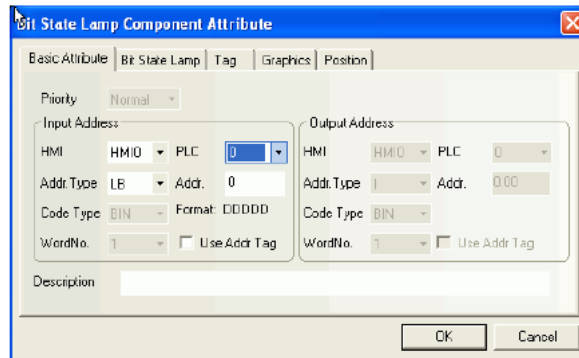 Bit State Lamp Component Attribute
Basic Attribute Bit State Lamp Tag Graphics Position
Priority Normal
Input Address Output Address
HMI HMI0 PLC 0 HMI HMI0 PLC 0
Addr.Type LB Addr. 0 Addr.Type I Addr. 0.00
Code Type BIN Format: DDDDD Code Type BIN
WordNo. 1 Use Addr Tag WordNo. 1 Use Addr Tag
Description
OK Cancel